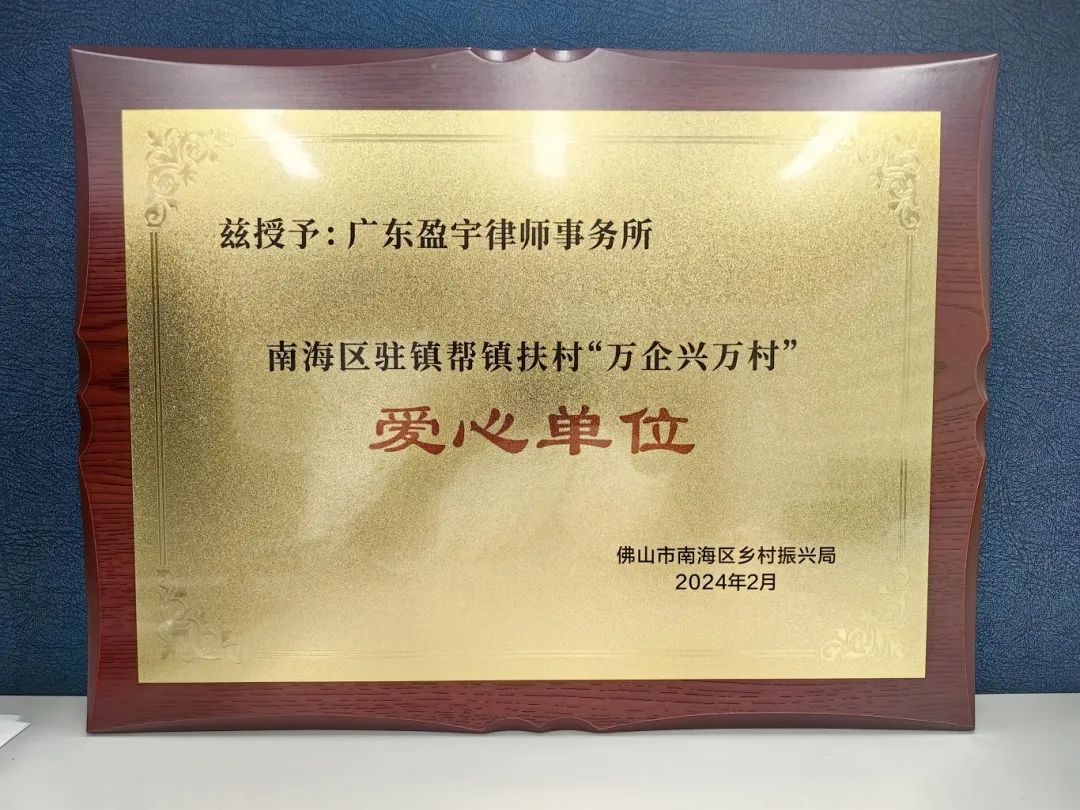 兹授予：广东盈宇律师事务所
南海区驻镇帮镇扶村“万企兴万村”
爱心单位
佛山市南海区乡村振兴局
2024年2月